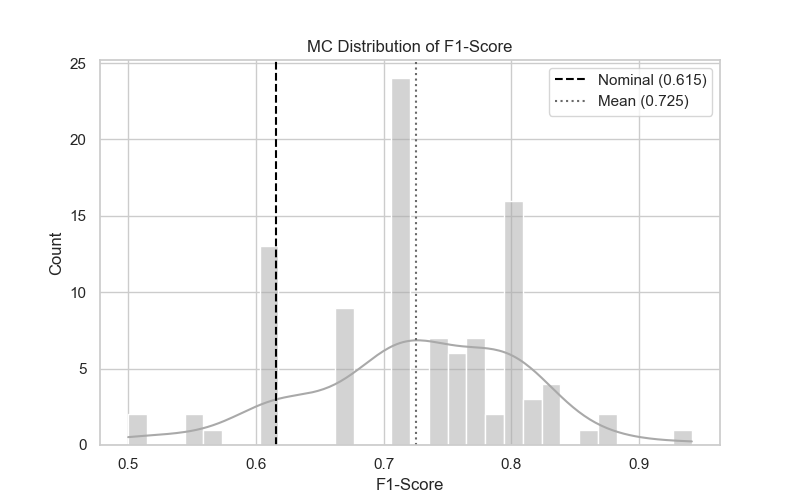 MC Distribution of F1-Score
Nominal (0.615)
Mean (0.725)
Count
25
20
15
10
5
0
0.5 0.6 0.7 0.8 0.9
F1-Score